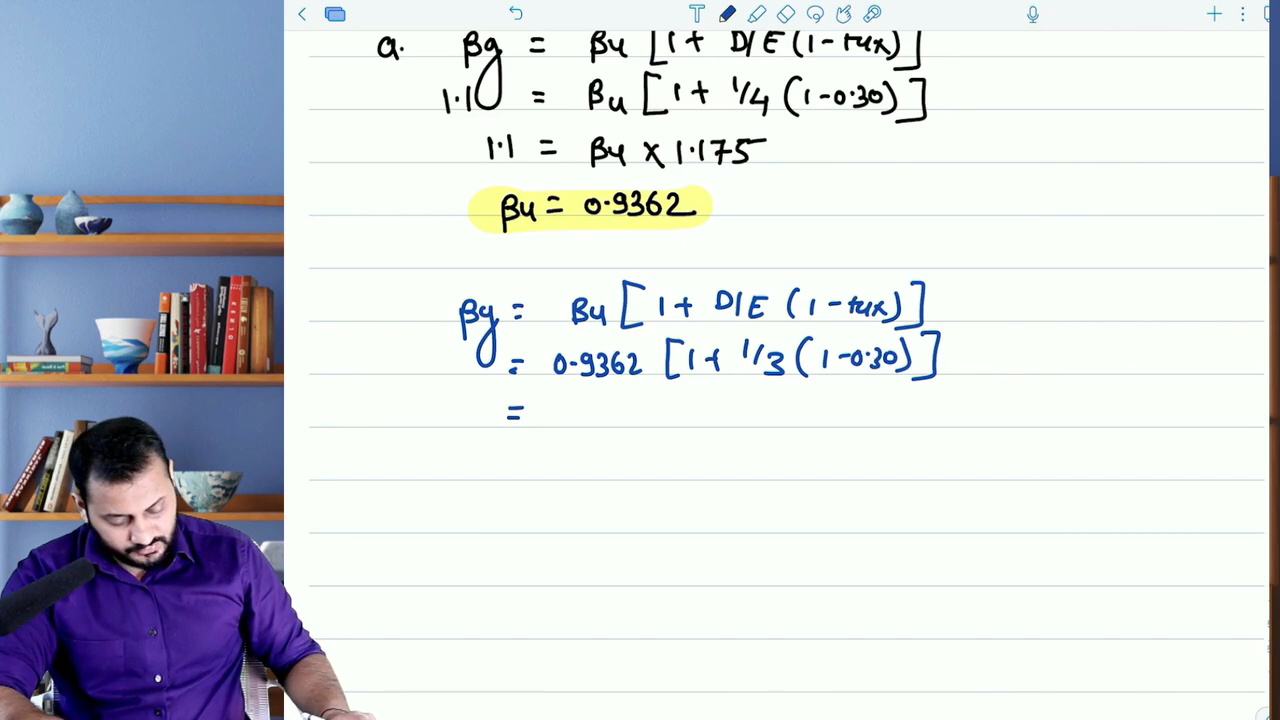 a. βg = βu [1 + D/E (1-tax)]
1.1 = βu [1 + 1/4 (1-0.30)]
1.1 = βu × 1.175
βu = 0.9362
βg = βu [1 + D/E (1-tax)]
= 0.9362 [1 + 1/3 (1-0.30)]
=